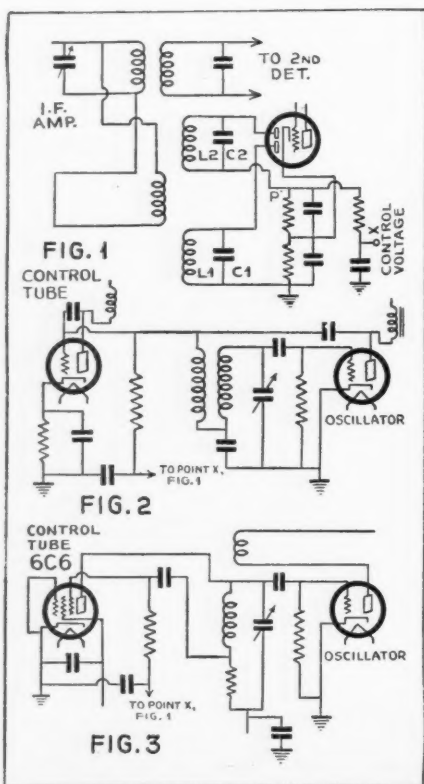 I.F.
AMP.
TO 2ND
DET.
L2 C2
P
L1 C1
CONTROL
VOLTAGE
X
FIG. 1
CONTROL
TUBE
OSCILLATOR
TO POINT X,
FIG. 1
FIG. 2
CONTROL
TUBE
6C6
OSCILLATOR
TO POINT X,
FIG. 1
FIG. 3